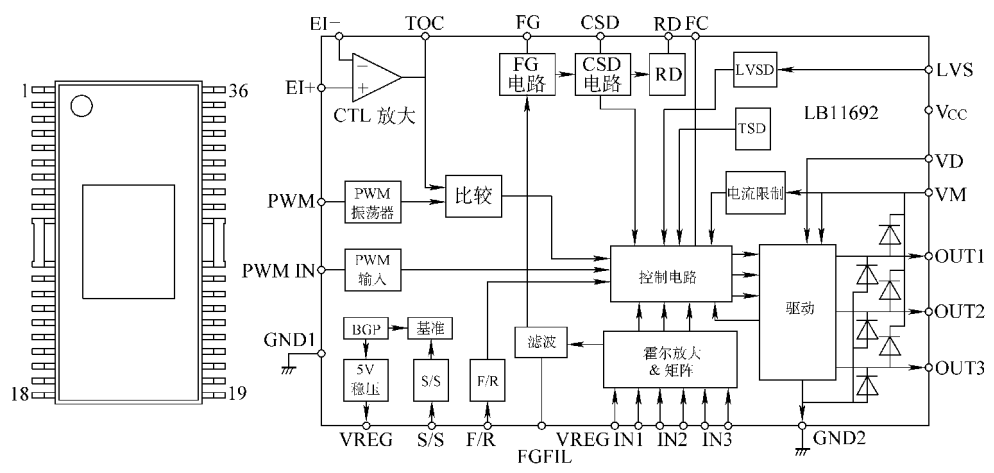 EI− TOC FG CSD RD FC
1 36
18 19
EI+
CTL 放大
FG
电路
CSD
电路
RD
LVSD
LVS
TSD
LB11692
VCC
VD
VM
电流限制
PWM
PWM
振荡器
比较
PWM IN
PWM
输入
控制电路
驱动
OUT1
OUT2
OUT3
GND1
BGP
基准
5V
稳压
S/S
F/R
滤波
霍尔放大
& 矩阵
VREG S/S F/R FGFIL VREG IN1 IN2 IN3 GND2